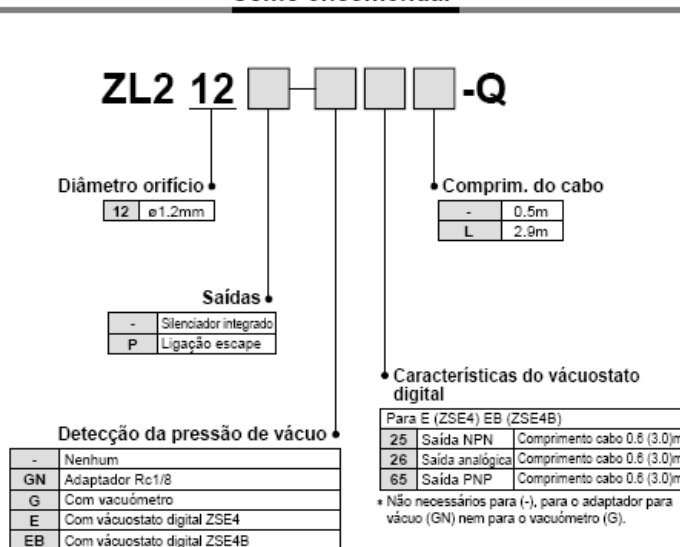 ZL2 12 - -Q
Diâmetro orifício
12 ø1.2mm
Comprim. do cabo
- 0.5m
L 2.9m
Saídas
- Silenciador integrado
P Ligação escape
Características do vácuostato
digital
Para E (ZSE4) EB (ZSE4B)
25 Saída NPN Comprimento cabo 0.6 (3.0)m
26 Saída analógica Comprimento cabo 0.6 (3.0)m
65 Saída PNP Comprimento cabo 0.6 (3.0)m
* Não necessários para (-), para o adaptador para
vácuo (GN) nem para o vacuómetro (G).
Detecção da pressão de vácuo
- Nenhum
GN Adaptador Rc1/8
G Com vacuómetro
E Com vácuostato digital ZSE4
EB Com vácuostato digital ZSE4B